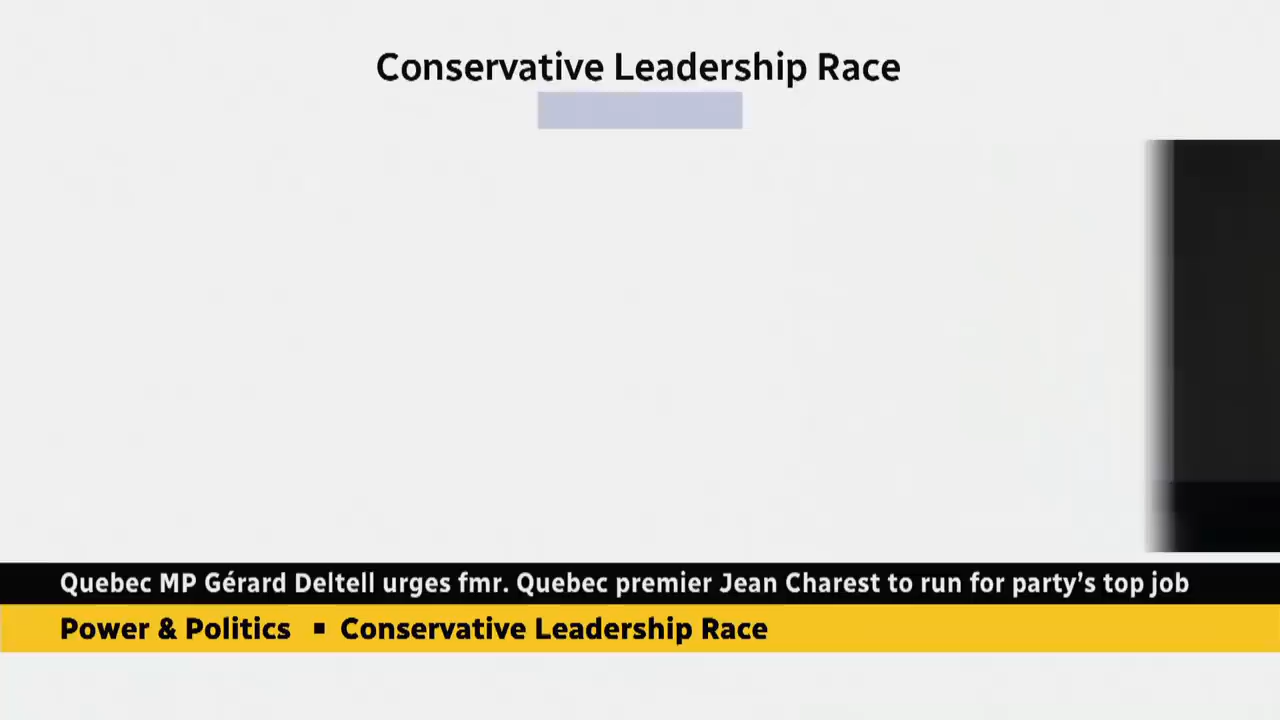 Conservative Leadership Race
Quebec MP Gérard Deltell urges fmr. Quebec premier Jean Charest to run for party's top job
Power & Politics ▪ Conservative Leadership Race